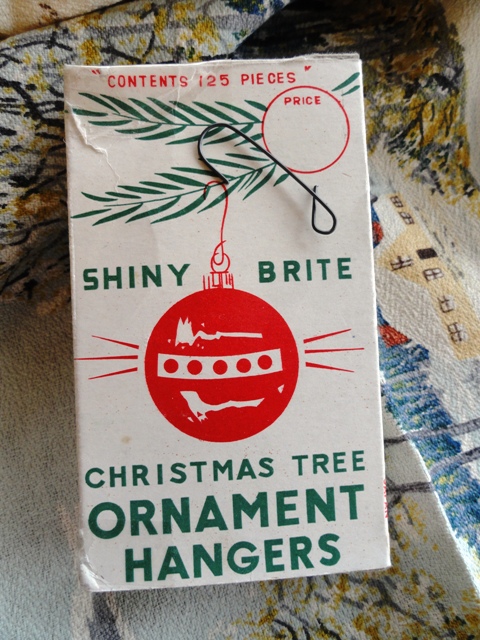 "CONTENTS 125 PIECES"
PRICE
SHINY BRITE
CHRISTMAS TREE
ORNAMENT
HANGERS